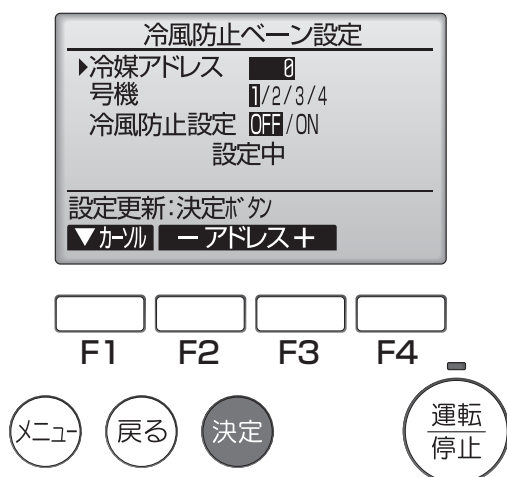 冷風防止ベーン設定
▶冷媒アドレス 0
号機 1/2/3/4
冷風防止設定 OFF/ON
設定中
設定更新:決定ボタン
▼カーソル －アドレス＋
F1 F2 F3 F4
メニュー 戻る 決定 運転
停止